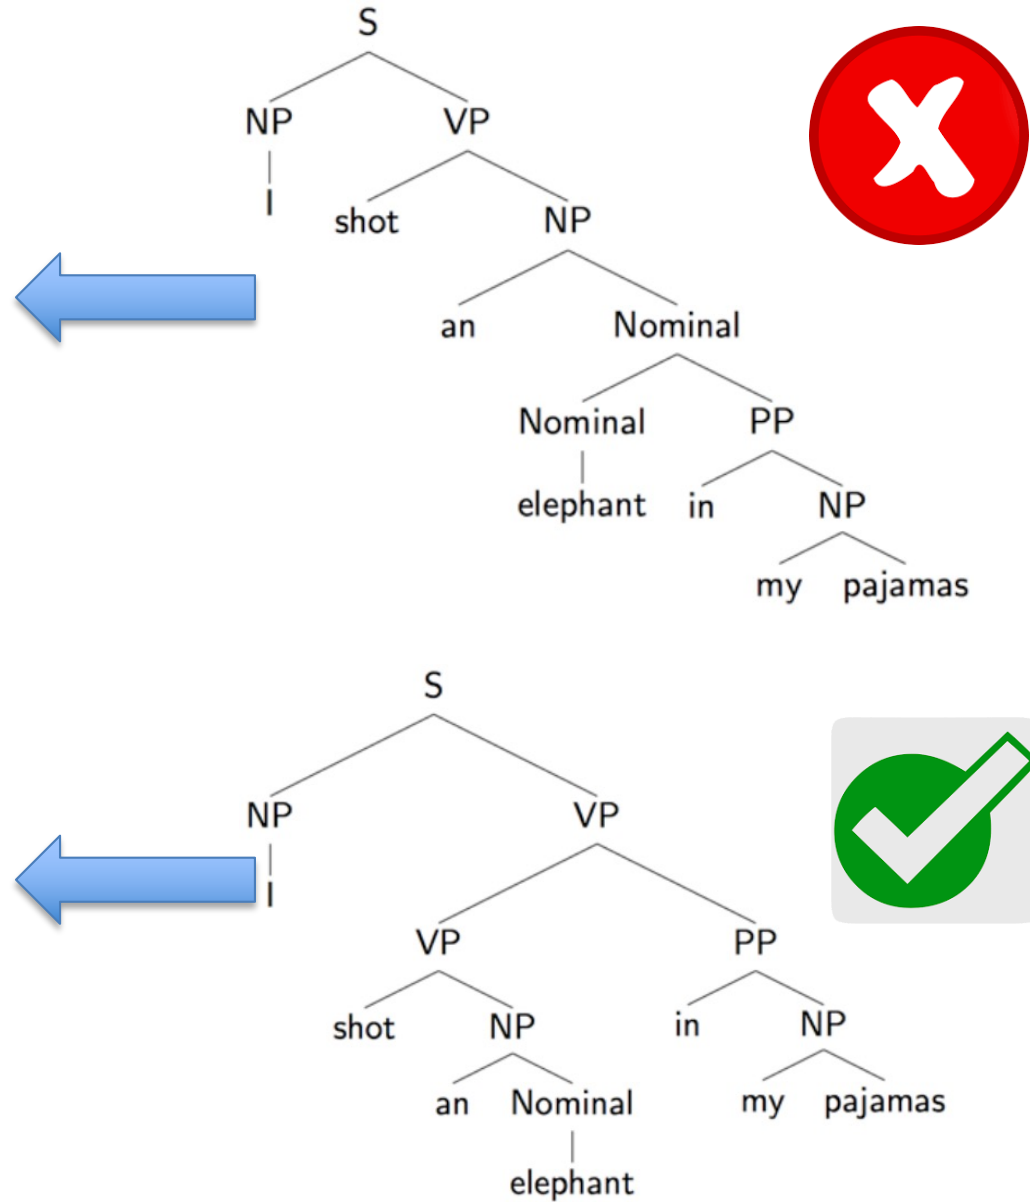 S
NP VP
I
shot NP
an Nominal
Nominal PP
elephant in NP
my pajamas
S
NP VP
I
VP PP
shot NP in NP
an Nominal my pajamas
elephant